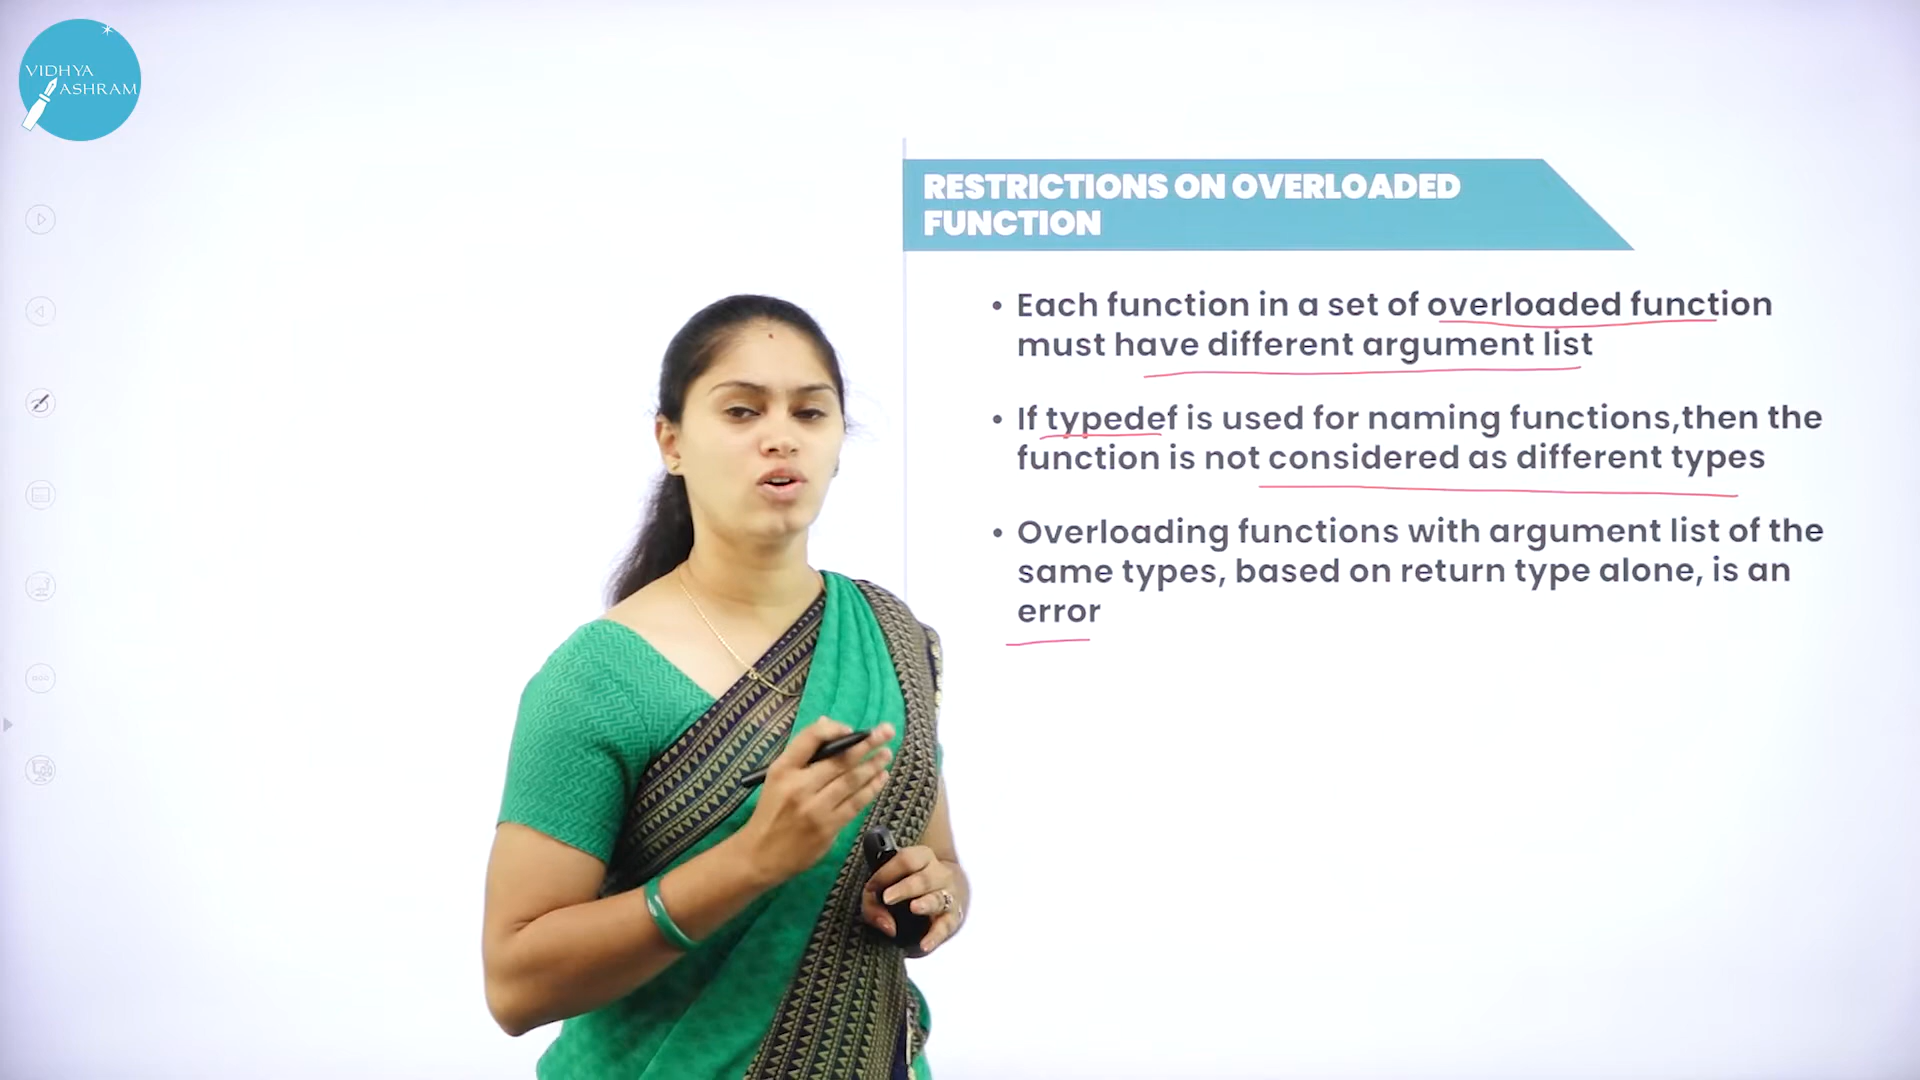 VIDHYA
ASHRAM
RESTRICTIONS ON OVERLOADED
FUNCTION
• Each function in a set of overloaded function
must have different argument list
• If typedef is used for naming functions,then the
function is not considered as different types
• Overloading functions with argument list of the
same types, based on return type alone, is an
error